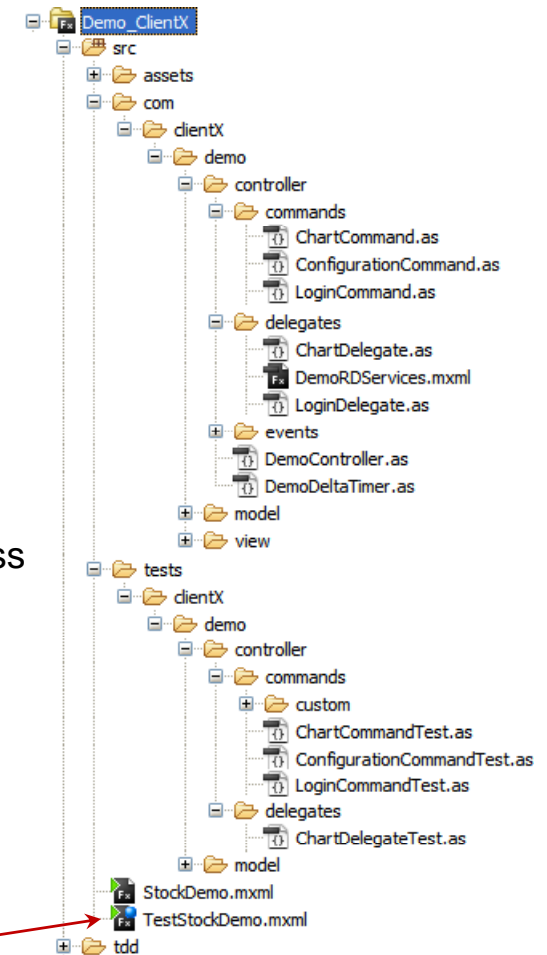 Demo_ClientX
src
assets
com
clientX
demo
controller
commands
ChartCommand.as
ConfigurationCommand.as
LoginCommand.as
delegates
ChartDelegate.as
DemoRDServices.mxml
LoginDelegate.as
events
DemoController.as
DemoDeltaTimer.as
model
view
ss
tests
clientX
demo
controller
commands
custom
ChartCommandTest.as
ConfigurationCommandTest.as
LoginCommandTest.as
delegates
ChartDelegateTest.as
model
StockDemo.mxml
TestStockDemo.mxml
tdd